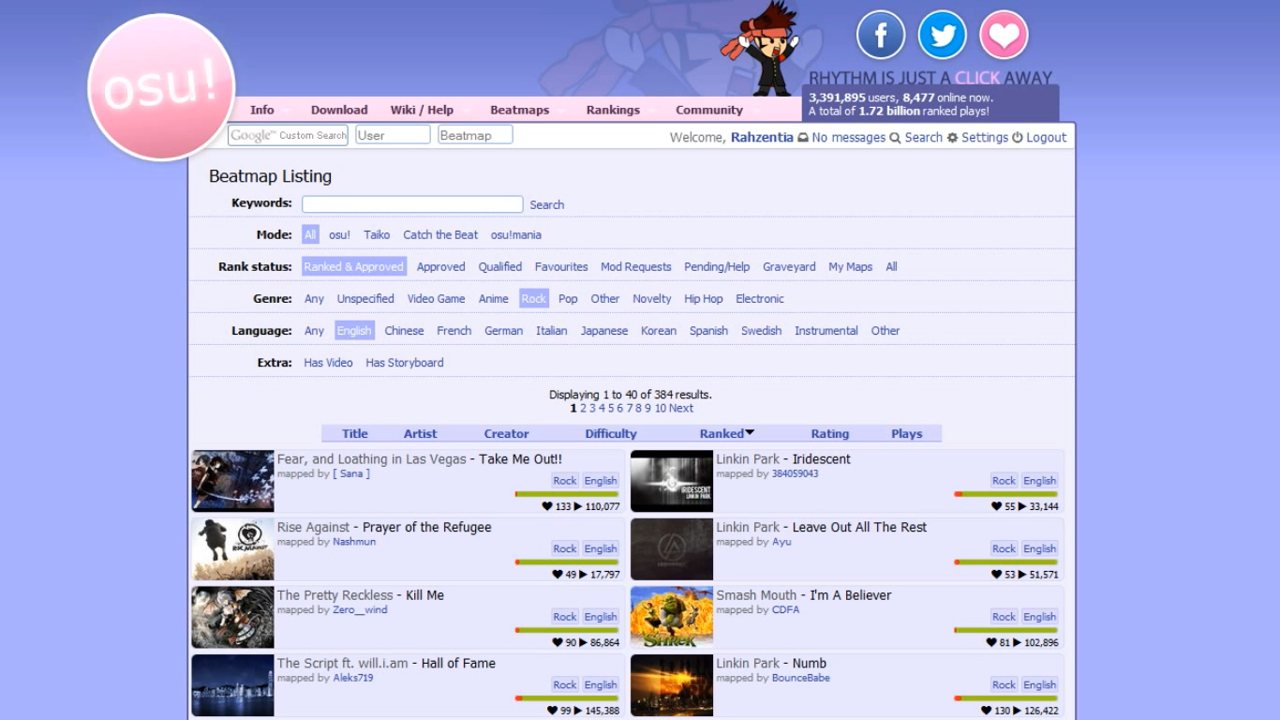 osu!
RHYTHM IS JUST A CLICK AWAY
3,391,895 users, 8,477 online now.
A total of 1.72 billion ranked plays!
Info Download Wiki / Help Beatmaps Rankings Community
Google™ Custom Search User Beatmap
Welcome, Rahzentia No messages Search Settings Logout
Beatmap Listing
Keywords: Search
Mode: All osu! Taiko Catch the Beat osu!mania
Rank status: Ranked & Approved Approved Qualified Favourites Mod Requests Pending/Help Graveyard My Maps All
Genre: Any Unspecified Video Game Anime Rock Pop Other Novelty Hip Hop Electronic
Language: Any English Chinese French German Italian Japanese Korean Spanish Swedish Instrumental Other
Extra: Has Video Has Storyboard
Displaying 1 to 40 of 384 results.
1 2 3 4 5 6 7 8 9 10 Next
Title Artist Creator Difficulty Ranked Rating Plays
Fear, and Loathing in Las Vegas - Take Me Out!!
mapped by [ Sana ]
Rock English
133 110,077
Linkin Park - Iridescent
mapped by 384059043
Rock English
55 33,144
IRIDESCENT
LINKIN PARK
Rise Against - Prayer of the Refugee
mapped by Nashmun
Rock English
49 17,797
Linkin Park - Leave Out All The Rest
mapped by Ayu
Rock English
53 51,571
The Pretty Reckless - Kill Me
mapped by Zero__wind
Rock English
90 86,864
Smash Mouth - I'm A Believer
mapped by CDFA
Rock English
81 102,896
SHREK
The Script ft. will.i.am - Hall of Fame
mapped by Aleks719
Rock English
99 145,388
Linkin Park - Numb
mapped by BounceBabe
Rock English
130 126,422